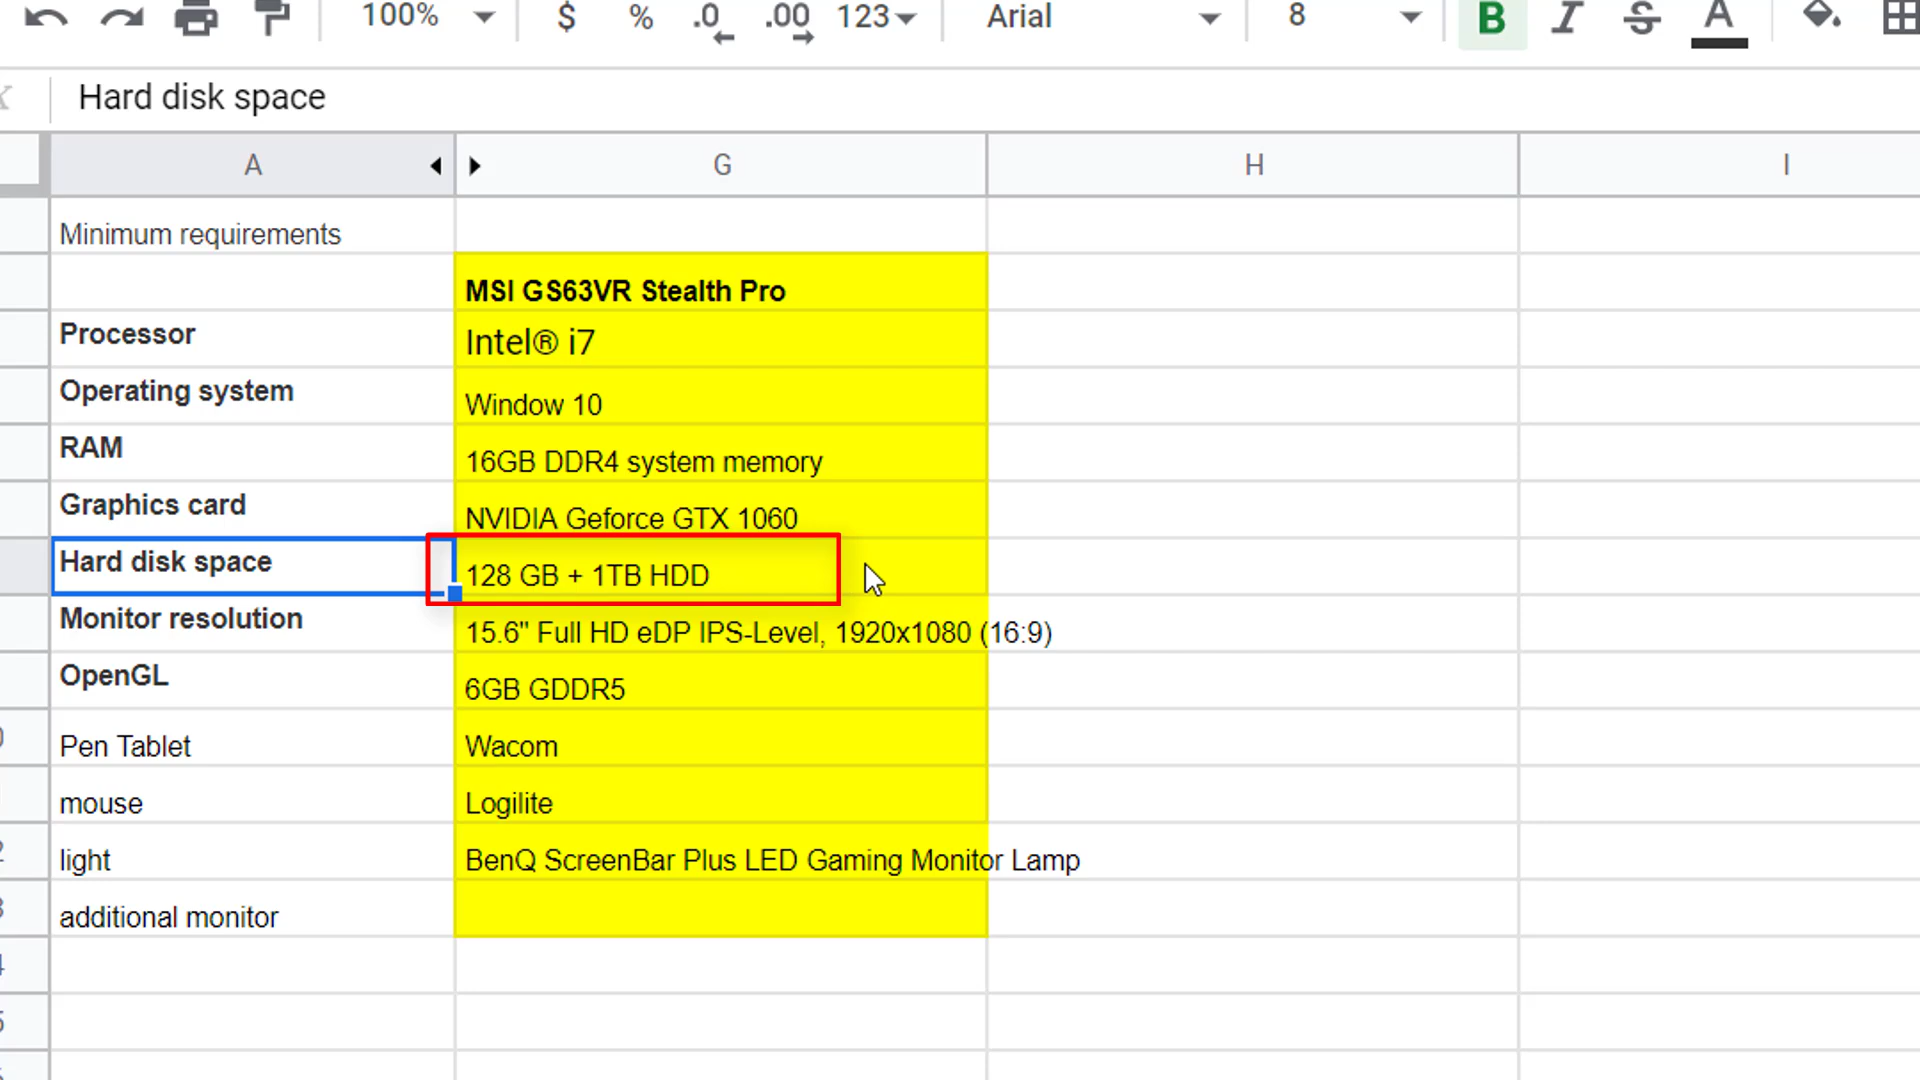 100% $ % .0 .00 123 Arial 8 B I S A
Hard disk space
A G H I
Minimum requirements
MSI GS63VR Stealth Pro
Processor Intel® i7
Operating system Window 10
RAM 16GB DDR4 system memory
Graphics card NVIDIA Geforce GTX 1060
Hard disk space 128 GB + 1TB HDD
Monitor resolution 15.6" Full HD eDP IPS-Level, 1920x1080 (16:9)
OpenGL 6GB GDDR5
Pen Tablet Wacom
mouse Logilite
light BenQ ScreenBar Plus LED Gaming Monitor Lamp
additional monitor